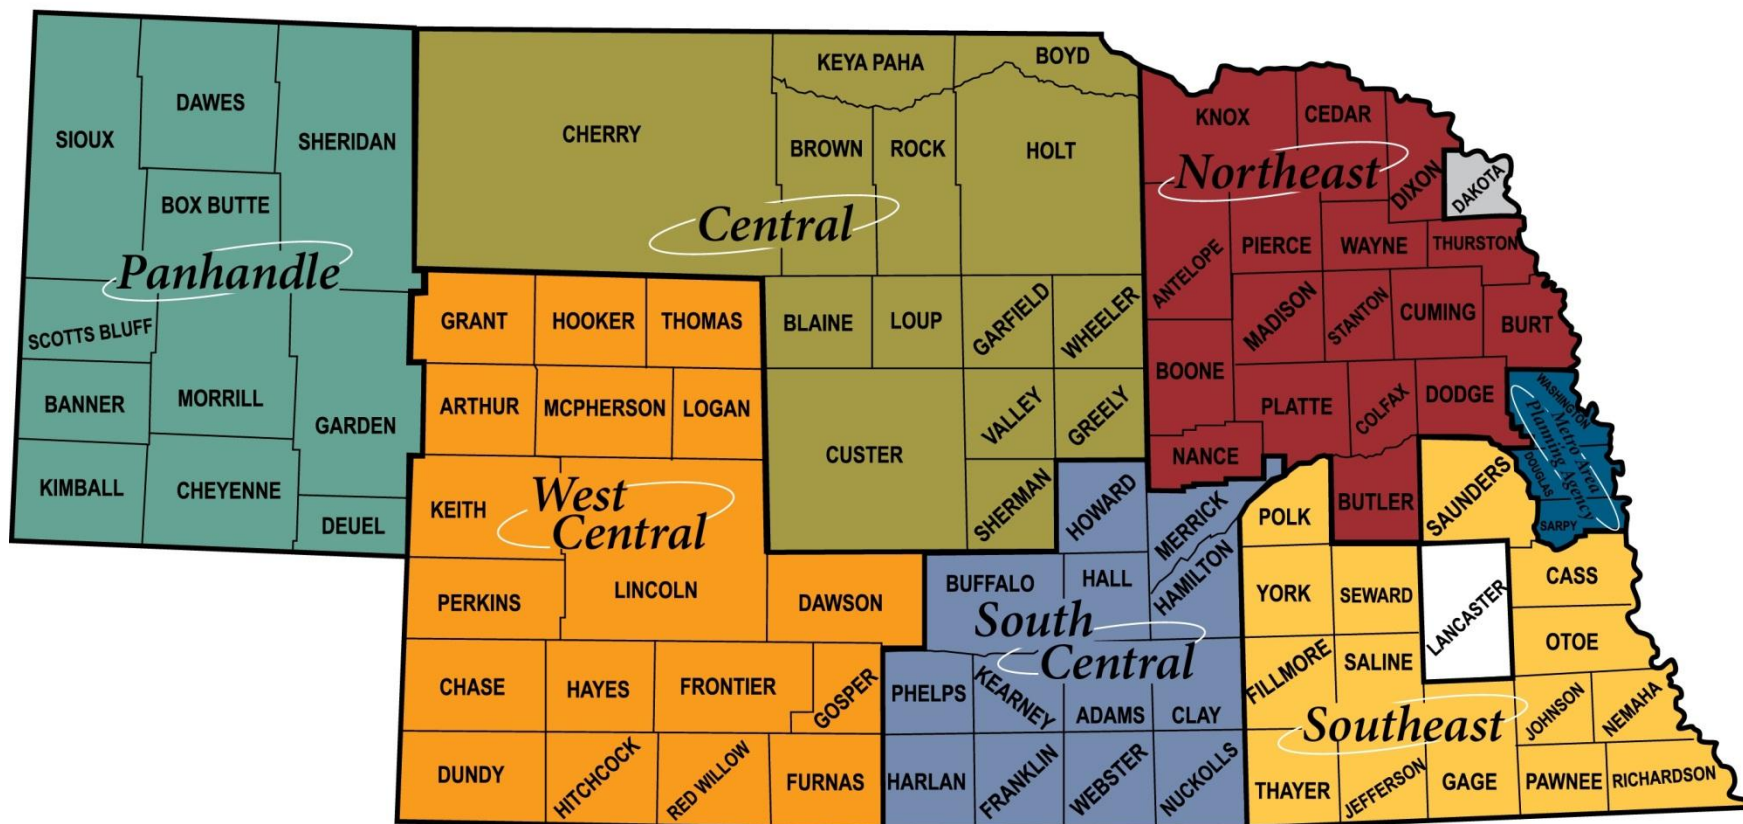 SIOUX
DAWES
SHERIDAN
BOX BUTTE
Panhandle
SCOTTS BLUFF
BANNER
MORRILL
GARDEN
KIMBALL
CHEYENNE
DEUEL
CHERRY
KEYA PAHA
BOYD
BROWN
ROCK
HOLT
Central
BLAINE
LOUP
GARFIELD
WHEELER
CUSTER
VALLEY
GREELY
SHERMAN
GRANT
HOOKER
THOMAS
ARTHUR
MCPHERSON
LOGAN
KEITH
West
Central
PERKINS
LINCOLN
DAWSON
CHASE
HAYES
FRONTIER
GOSPER
DUNDY
HITCHCOCK
RED WILLOW
FURNAS
KNOX
CEDAR
Northeast
DIXON
DAKOTA
ANTELOPE
PIERCE
WAYNE
THURSTON
MADISON
STANTON
CUMING
BURT
BOONE
PLATTE
COLFAX
DODGE
NANCE
BUTLER
WASHINGTON
Metro Area
Planning Agency
DOUGLAS
SARPY
HOWARD
MERRICK
BUFFALO
HALL
HAMILTON
South
Central
PHELPS
KEARNEY
ADAMS
CLAY
HARLAN
FRANKLIN
WEBSTER
NUCKOLLS
POLK
SAUNDERS
YORK
SEWARD
LANCASTER
CASS
OTOE
FILLMORE
SALINE
Southeast
JOHNSON
NEMAHA
THAYER
JEFFERSON
GAGE
PAWNEE
RICHARDSON